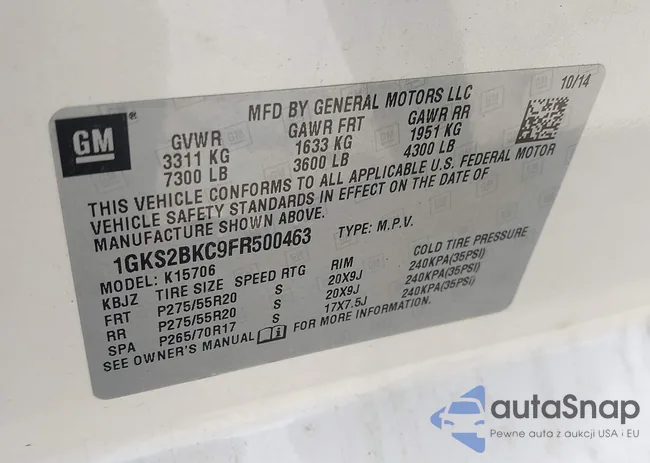 10/14
MFD BY GENERAL MOTORS LLC
GM
GVWR GAWR FRT GAWR RR
3311 KG 1633 KG 1951 KG
7300 LB 3600 LB 4300 LB
THIS VEHICLE CONFORMS TO ALL APPLICABLE U.S. FEDERAL MOTOR
VEHICLE SAFETY STANDARDS IN EFFECT ON THE DATE OF
MANUFACTURE SHOWN ABOVE.
1GKS2BKC9FR500463 TYPE: M.P.V.
MODEL: K15706
KBJZ TIRE SIZE SPEED RTG RIM COLD TIRE PRESSURE
FRT P275/55R20 S 20X9J 240KPA(35PSI)
RR P275/55R20 S 20X9J 240KPA(35PSI)
SPA P265/70R17 S 17X7.5J 240KPA(35PSI)
SEE OWNER'S MANUAL FOR MORE INFORMATION.
autaSnap
Pewne auta z aukcji USA i EU